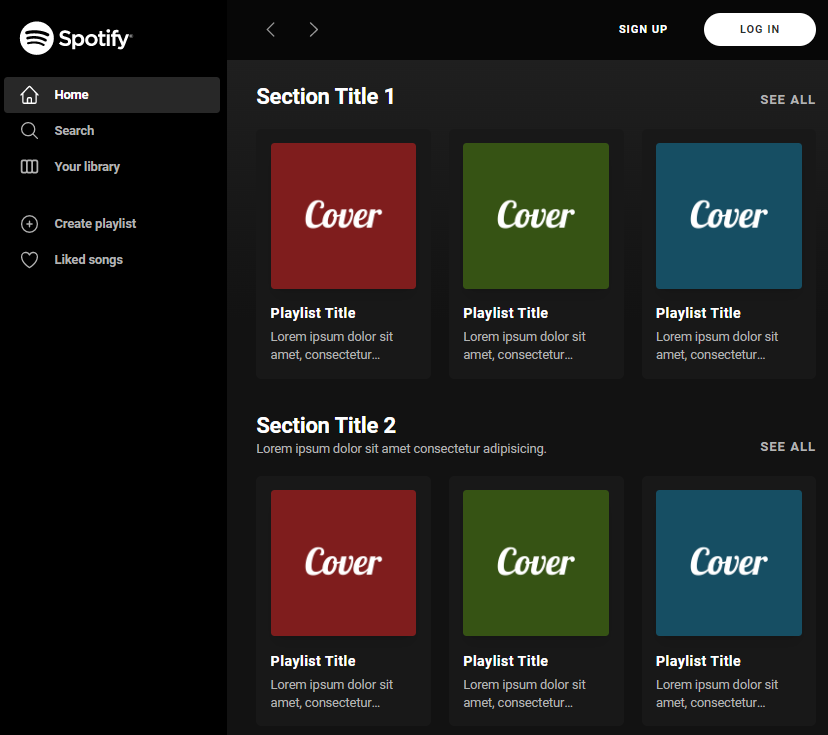 Spotify®
Home
Search
Your library
Create playlist
Liked songs
SIGN UP
LOG IN
Section Title 1
SEE ALL
Cover
Cover
Cover
Playlist Title
Playlist Title
Playlist Title
Lorem ipsum dolor sit
amet, consectetur...
Lorem ipsum dolor sit
amet, consectetur...
Lorem ipsum dolor sit
amet, consectetur...
Section Title 2
Lorem ipsum dolor sit amet consectetur adipisicing.
SEE ALL
Cover
Cover
Cover
Playlist Title
Playlist Title
Playlist Title
Lorem ipsum dolor sit
amet, consectetur...
Lorem ipsum dolor sit
amet, consectetur...
Lorem ipsum dolor sit
amet, consectetur...